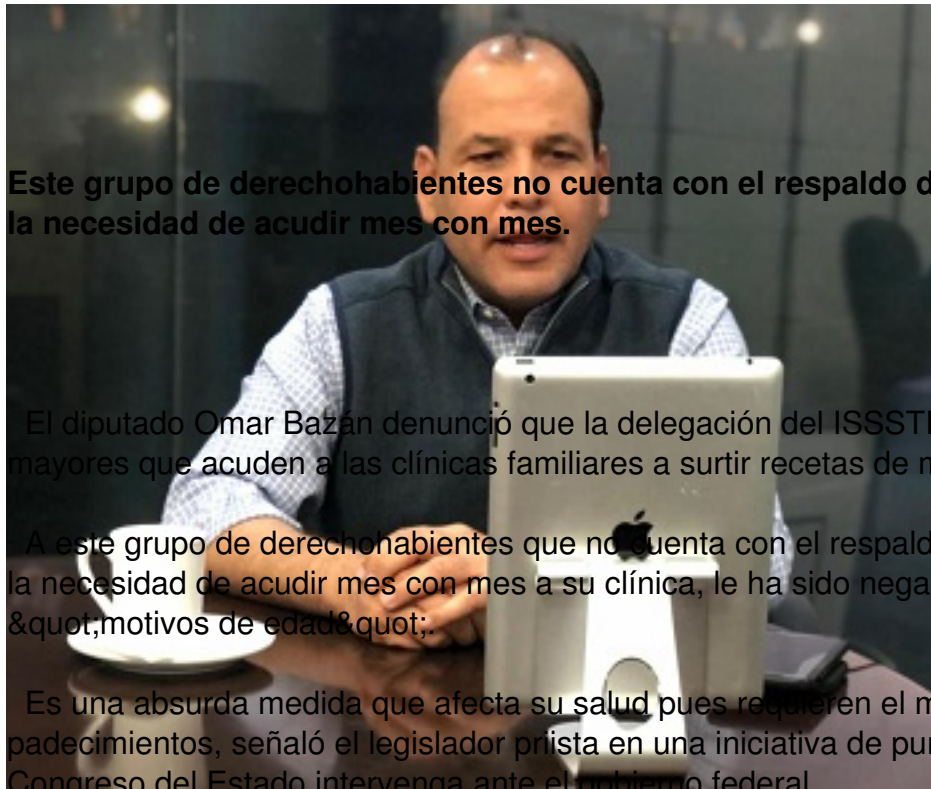 Este grupo de derechohabientes no cuenta con el respaldo d
la necesidad de acudir mes con mes.
El diputado Omar Bazán denunció que la delegación del ISSSTE
mayores que acuden a las clínicas familiares a surtir recetas de m
A este grupo de derechohabientes que no cuenta con el respald
la necesidad de acudir mes con mes a su clínica, le ha sido nega
&quot;motivos de edad&quot;.
Es una absurda medida que afecta su salud pues requieren el m
padecimientos, señaló el legislador priista en una iniciativa de pun
Congreso del Estado intervenga ante el gobierno federal